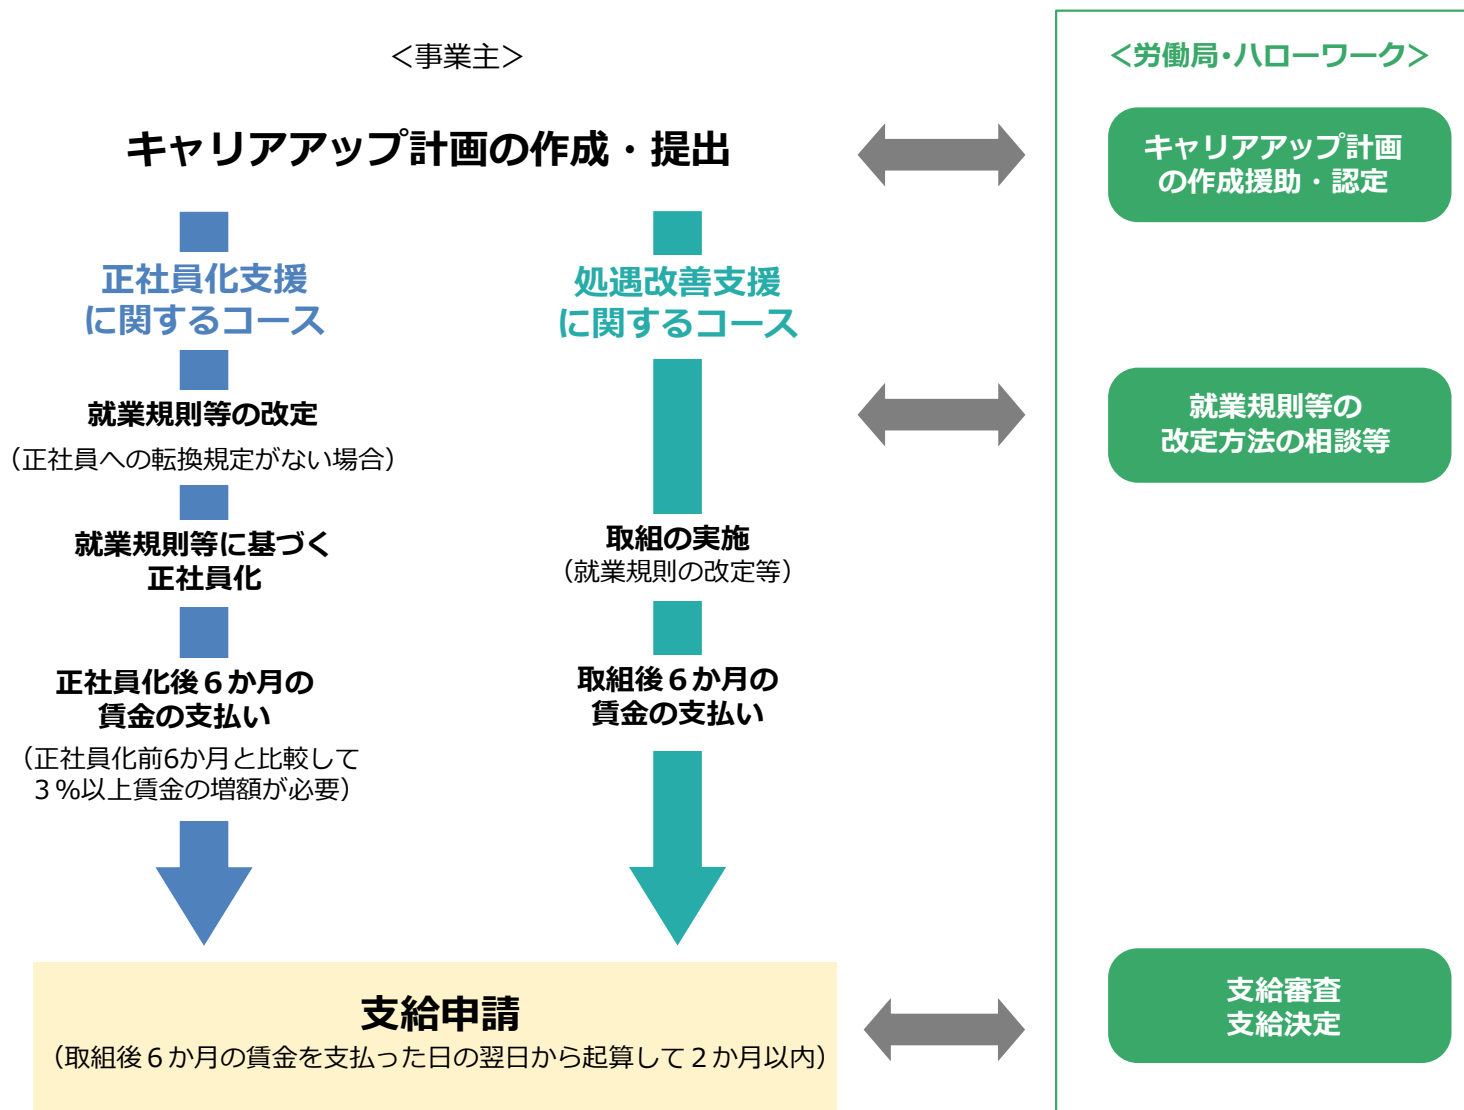 ＜事業主＞
キャリアアップ計画の作成・提出
正社員化支援
に関するコース
就業規則等の改定
（正社員への転換規定がない場合）
就業規則等に基づく
正社員化
正社員化後６か月の
賃金の支払い
（正社員化前6か月と比較して
３%以上賃金の増額が必要）
処遇改善支援
に関するコース
取組の実施
（就業規則の改定等）
取組後６か月の
賃金の支払い
支給申請
（取組後６か月の賃金を支払った日の翌日から起算して２か月以内）
＜労働局・ハローワーク＞
キャリアアップ計画
の作成援助・認定
就業規則等の
改定方法の相談等
支給審査
支給決定